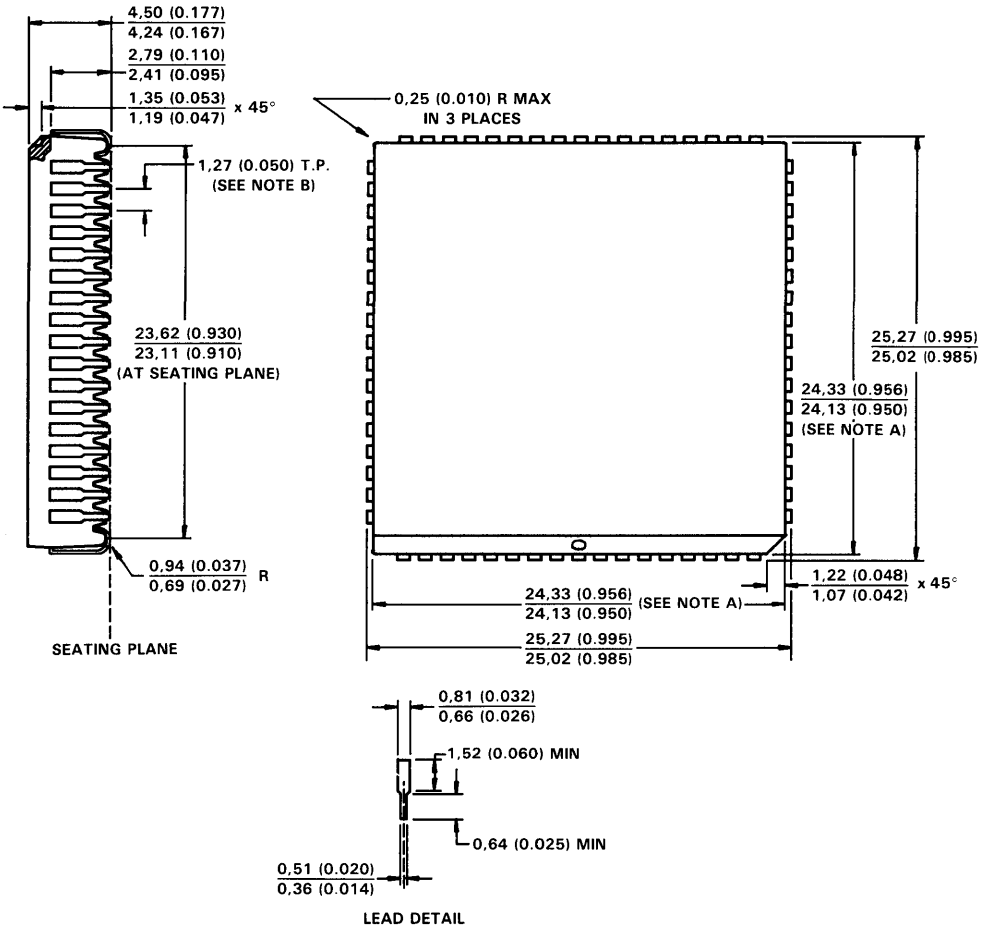 4,50 (0.177)
4,24 (0.167)
2,79 (0.110)
2,41 (0.095)
1,35 (0.053)
1,19 (0.047) x 45°
0,25 (0.010) R MAX
IN 3 PLACES
1,27 (0.050) T.P.
(SEE NOTE B)
23,62 (0.930)
23,11 (0.910)
(AT SEATING PLANE)
25,27 (0.995)
25,02 (0.985)
24,33 (0.956)
24,13 (0.950)
(SEE NOTE A)
0,94 (0.037)
0,69 (0.027) R
1,22 (0.048)
1,07 (0.042) x 45°
24,33 (0.956)
24,13 (0.950) (SEE NOTE A)
25,27 (0.995)
25,02 (0.985)
SEATING PLANE
0,81 (0.032)
0,66 (0.026)
1,52 (0.060) MIN
0,64 (0.025) MIN
0,51 (0.020)
0,36 (0.014)
LEAD DETAIL